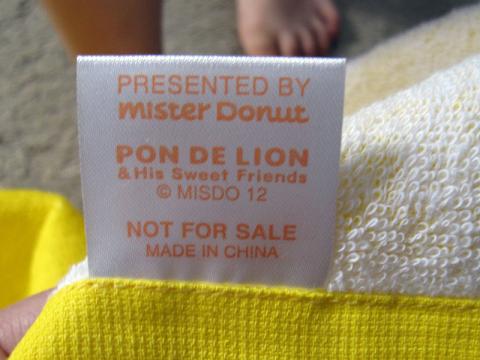 PRESENTED BY
mister Donut
PON DE LION
& His Sweet Friends
© MISDO 12
NOT FOR SALE
MADE IN CHINA